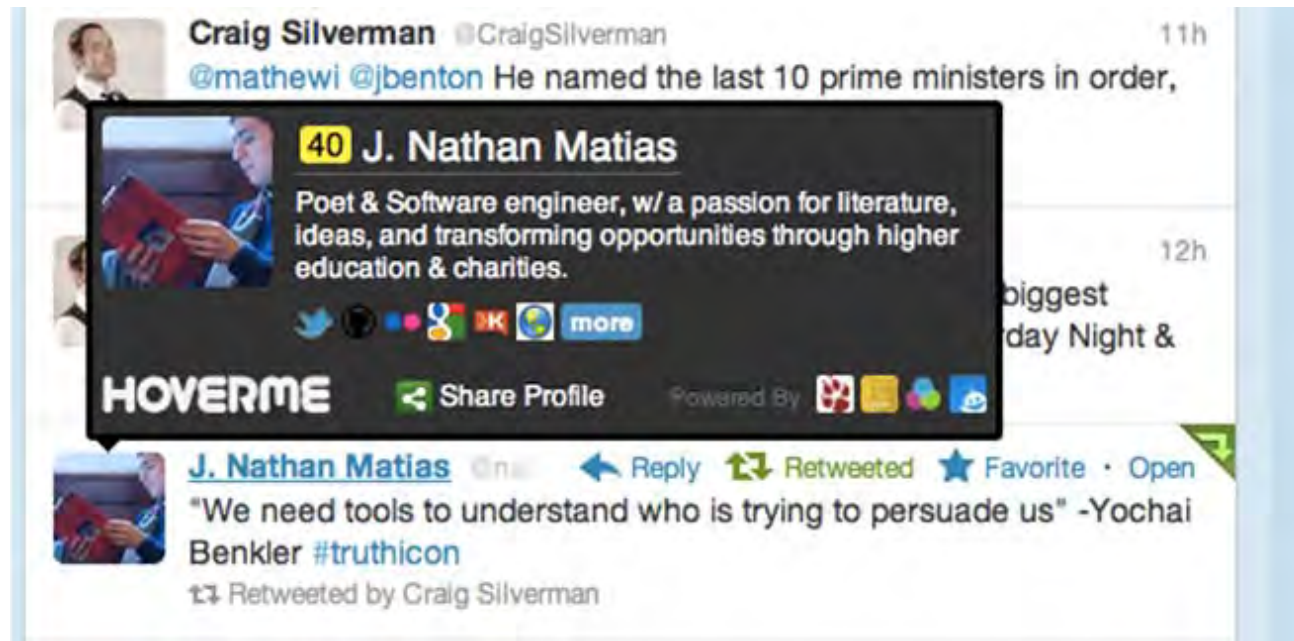 Craig Silverman @CraigSilverman 11h
@mathewi @jbenton He named the last 10 prime ministers in order,
40 J. Nathan Matias
Poet & Software engineer, w/ a passion for literature,
ideas, and transforming opportunities through higher
education & charities.
more
HOVERME Share Profile Powered By
12h
biggest
day Night &
J. Nathan Matias Reply Retweeted Favorite · Open
"We need tools to understand who is trying to persuade us" -Yochai
Benkler #truthicon
Retweeted by Craig Silverman